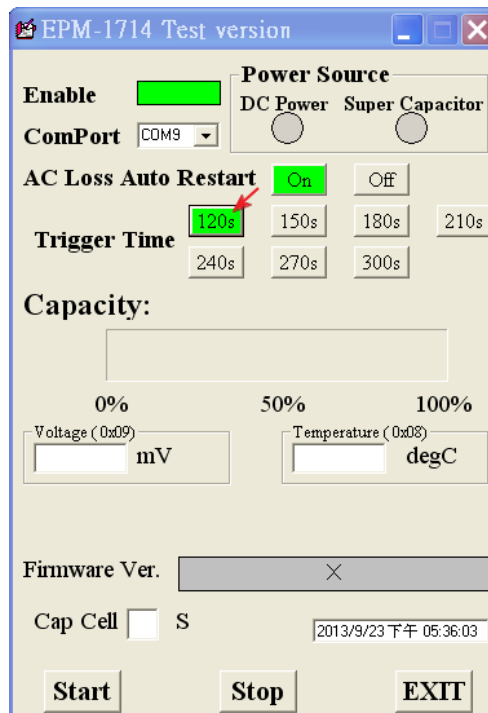 EPM-1714 Test version
Enable
Power Source
DC Power Super Capacitor
ComPort COM9
AC Loss Auto Restart On Off
Trigger Time 120s 150s 180s 210s
240s 270s 300s
Capacity:
0% 50% 100%
Voltage ( 0x09) Temperature ( 0x08)
mV degC
Firmware Ver. X
Cap Cell S
2013/9/23 下午 05:36:03
Start Stop EXIT